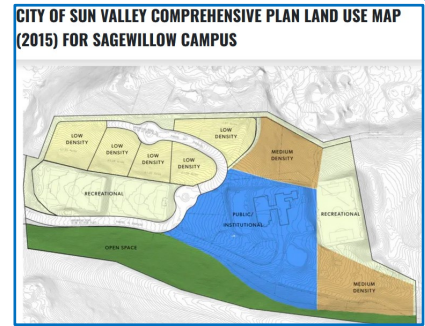 CITY OF SUN VALLEY COMPREHENSIVE PLAN LAND USE MAP
(2015) FOR SAGEWILLOW CAMPUS
LOW
DENSITY
LOW
DENSITY
LOW
DENSITY
LOW
DENSITY
LOW
DENSITY
MEDIUM
DENSITY
RECREATIONAL
PUBLIC/
INSTITUTIONAL
RECREATIONAL
OPEN SPACE
MEDIUM
DENSITY